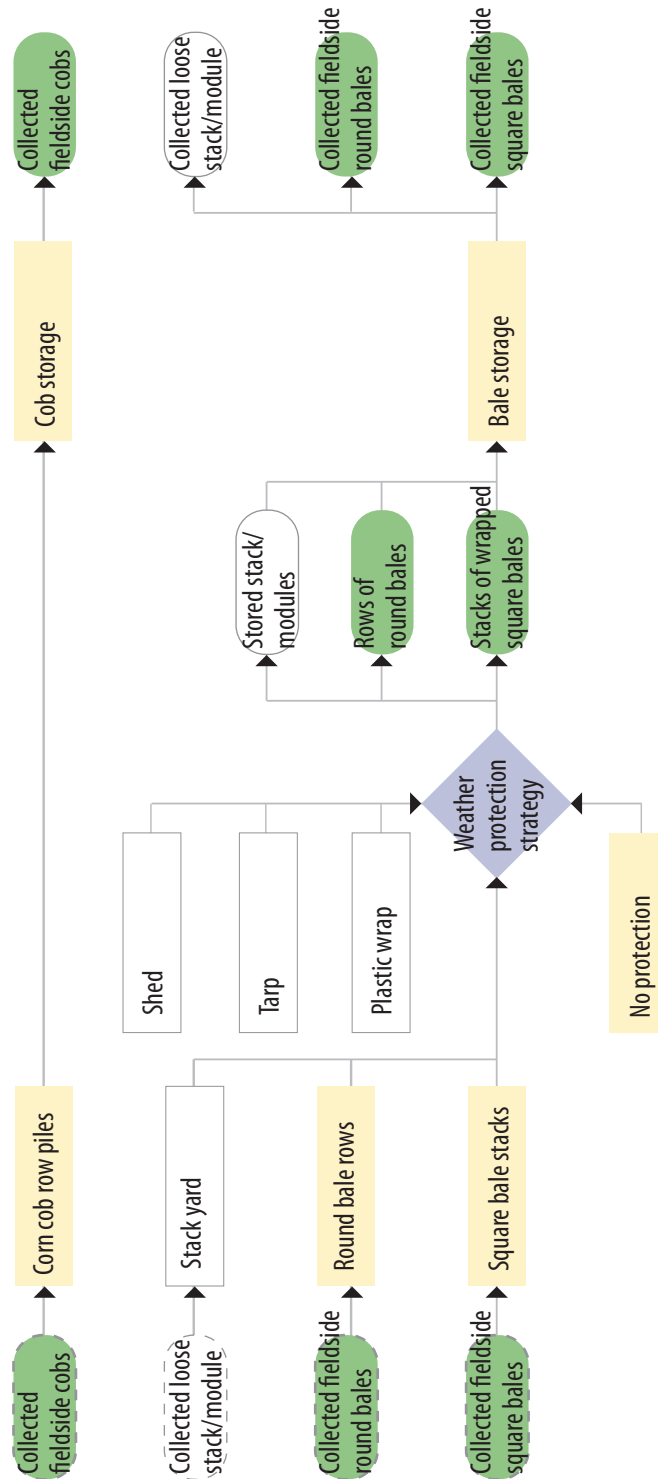 Collected
fieldside cobs
Corn cob row piles
Cob storage
Collected
fieldside cobs
Collected loose
stack/module
Stack yard
Shed
Stored stack/
modules
Collected loose
stack/module
Tarp
Collected fieldside
round bales
Round bale rows
Plastic wrap
Rows of
round bales
Collected fieldside
round bales
Collected fieldside
square bales
Square bale stacks
Weather
protection
strategy
Stacks of wrapped
square bales
Bale storage
Collected fieldside
square bales
No protection